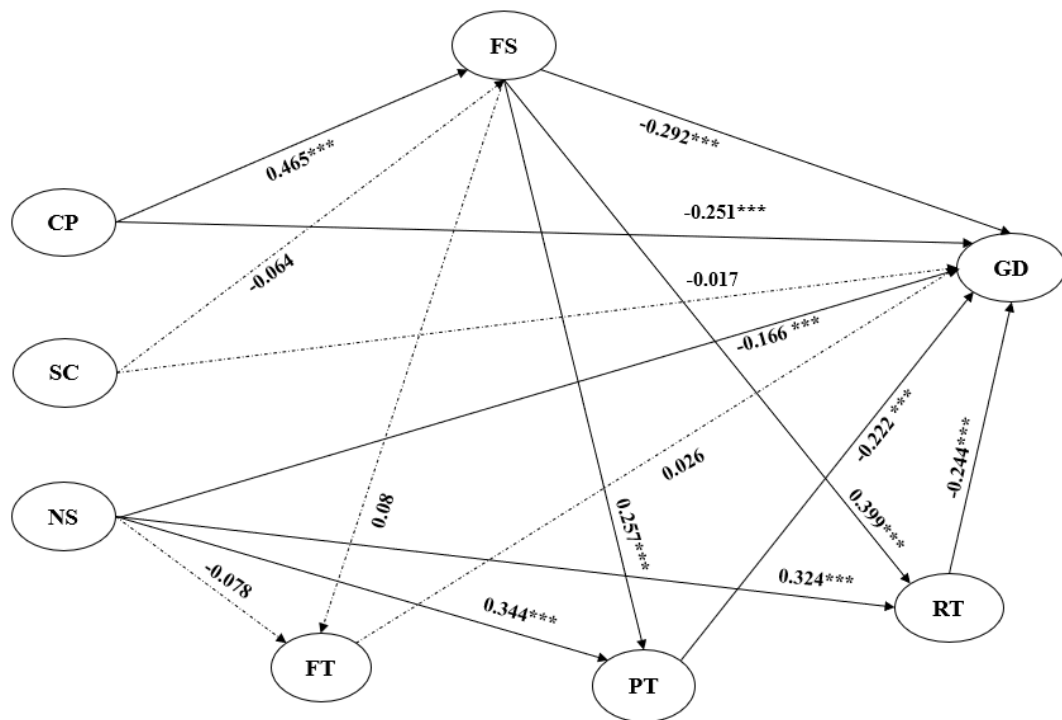 FS
-0.292***
0.465***
CP
-0.251***
-0.064
GD
-0.017
SC
-0.166 ***
-0.222 ***
-0.244***
0.026
NS
0.08
0.257***
0.399***
-0.078
0.324***
0.344***
RT
FT
PT